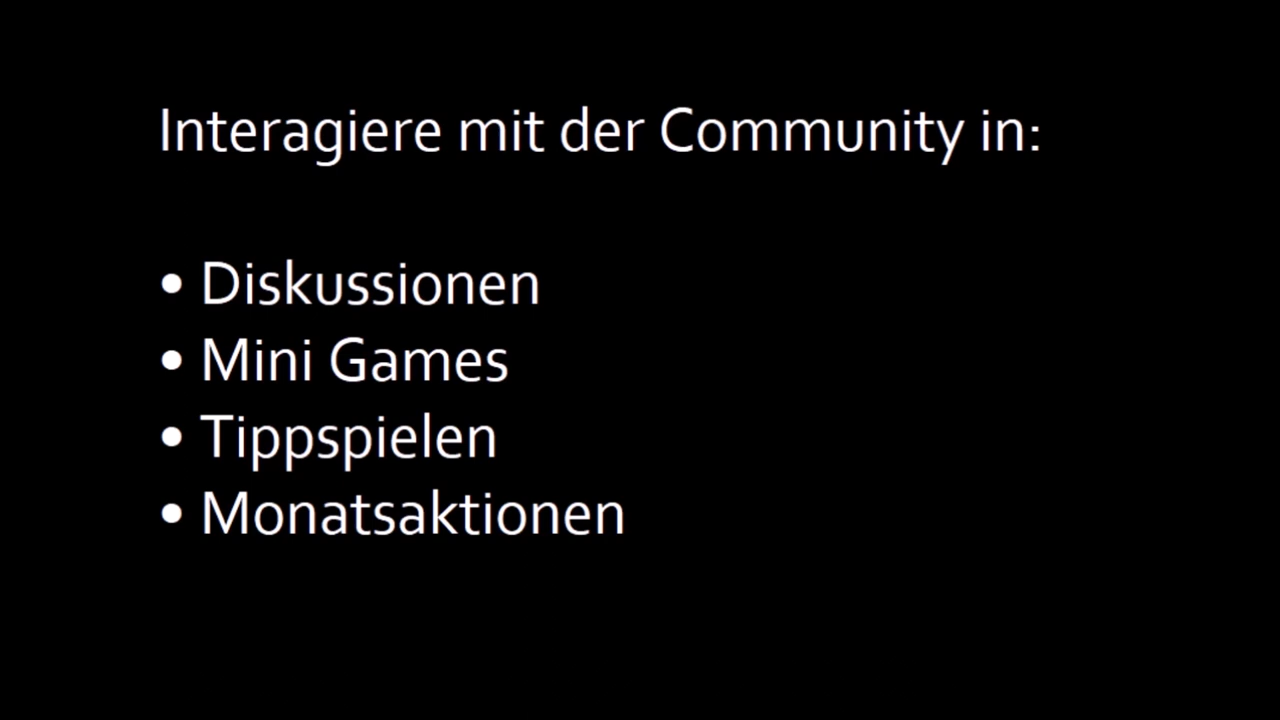 Interagiere mit der Community in:
• Diskussionen
• Mini Games
• Tippspielen
• Monatsaktionen